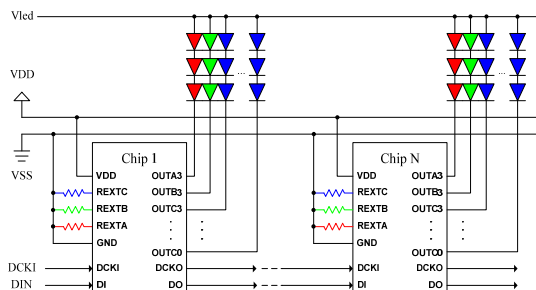 Vled
VDD
VSS
Chip 1
Chip N
VDD OUTA3
REXTC OUTB3
REXTB OUTC3
REXTA
GND
OUTC0
DCKI DCKI DCKO
DIN DI DO
VDD OUTA3
REXTC OUTB3
REXTB OUTC3
REXTA
GND
OUTC0
DCKI DCKO
DI DO